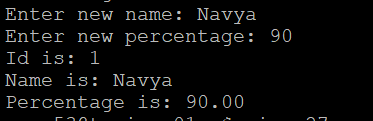 Enter new name: Navya
Enter new percentage: 90
Id is: 1
Name is: Navya
Percentage is: 90.00